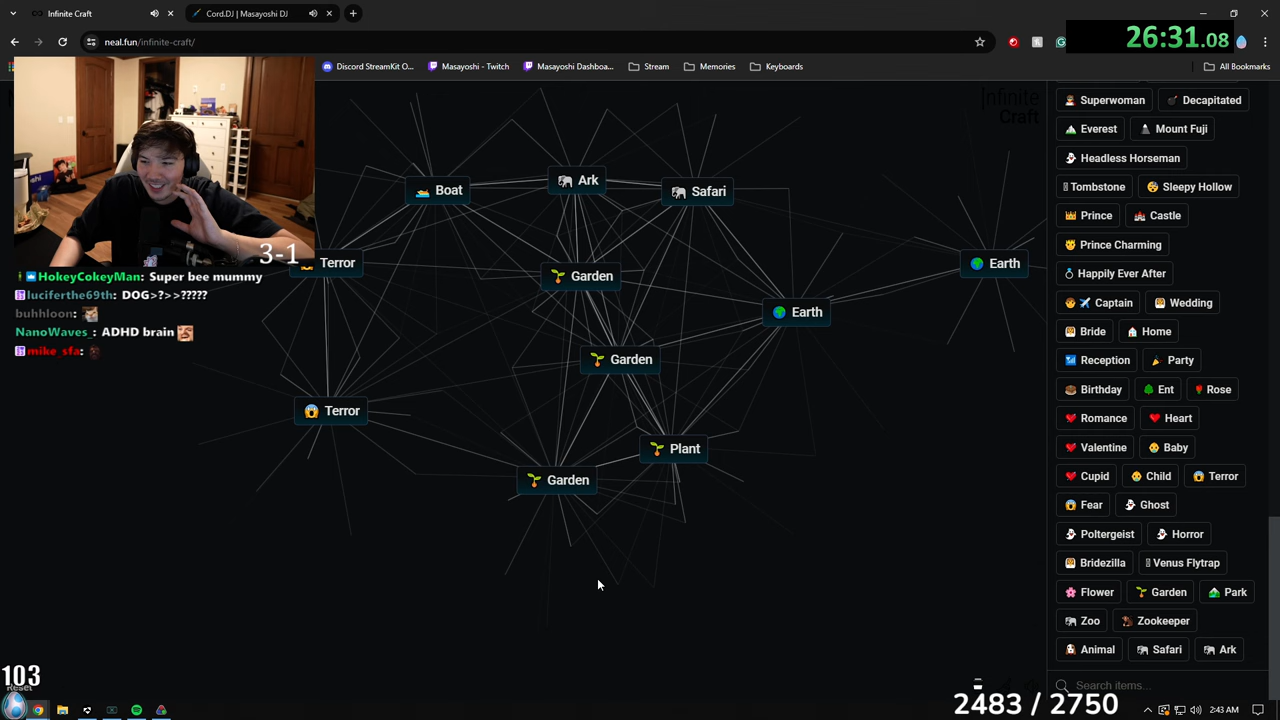 Infinite Craft
Cord.DJ | Masayoshi DJ
26:31.08
neal.fun/infinite-craft/
Discord StreamKit O...
Masayoshi - Twitch
Masayoshi Dashboa...
Stream
Memories
Keyboards
All Bookmarks
Infinite
Craft
Superwoman
Decapitated
Everest
Mount Fuji
Headless Horseman
Tombstone
Sleepy Hollow
Prince
Castle
Prince Charming
Happily Ever After
Captain
Wedding
Bride
Home
Reception
Party
Birthday
Ent
Rose
Romance
Heart
Valentine
Baby
Cupid
Child
Terror
Fear
Ghost
Poltergeist
Horror
Bridezilla
Venus Flytrap
Flower
Garden
Park
Zoo
Zookeeper
Animal
Safari
Ark
Search items...
Boat
Ark
Safari
Terror
Garden
Earth
Earth
Garden
Terror
Plant
Garden
3-1
HokeyCokeyMan: Super bee mummy
luciferthe69th: DOG>?>>?????
buhhloon:
NanoWaves_: ADHD brain
mike_sfa:
103
Reset
2483 / 2750
2:43 AM